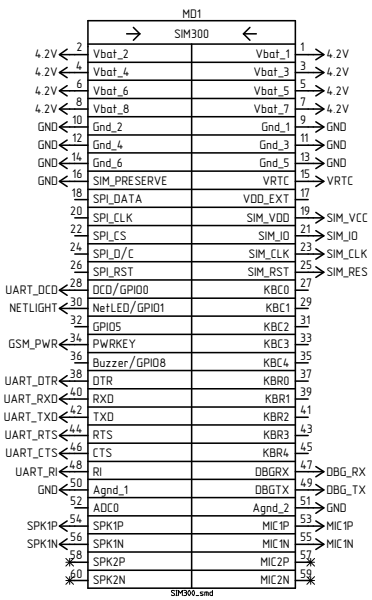 MD1
SIM300
4.2V 2 Vbat_2 Vbat_1 1 4.2V
4.2V 4 Vbat_4 Vbat_3 3 4.2V
4.2V 6 Vbat_6 Vbat_5 5 4.2V
4.2V 8 Vbat_8 Vbat_7 7 4.2V
GND 10 Gnd_2 Gnd_1 9 GND
GND 12 Gnd_4 Gnd_3 11 GND
GND 14 Gnd_6 Gnd_5 13 GND
GND 16 SIM_PRESERVE VRTC 15 VRTC
18 SPI_DATA VDD_EXT 17
20 SPI_CLK SIM_VDD 19 SIM_VCC
22 SPI_CS SIM_IO 21 SIM_IO
24 SPI_D/C SIM_CLK 23 SIM_CLK
26 SPI_RST SIM_RST 25 SIM_RES
UART_DCD 28 DCD/GPIO0 KBC0 27
NETLIGHT 30 NetLED/GPIO1 KBC1 29
32 GPIO5 KBC2 31
GSM_PWR 34 PWRKEY KBC3 33
36 Buzzer/GPIO8 KBC4 35
UART_DTR 38 DTR KBR0 37
UART_RXD 40 RXD KBR1 39
UART_TXD 42 TXD KBR2 41
UART_RTS 44 RTS KBR3 43
UART_CTS 46 CTS KBR4 45
UART_RI 48 RI DBGRX 47 DBG_RX
GND 50 Agnd_1 DBGTX 49 DBG_TX
52 ADC0 Agnd_2 51 GND
SPK1P 54 SPK1P MIC1P 53 MIC1P
SPK1N 56 SPK1N MIC1N 55 MIC1N
58 SPK2P MIC2P 57
60 SPK2N MIC2N 59
SIM300_smd